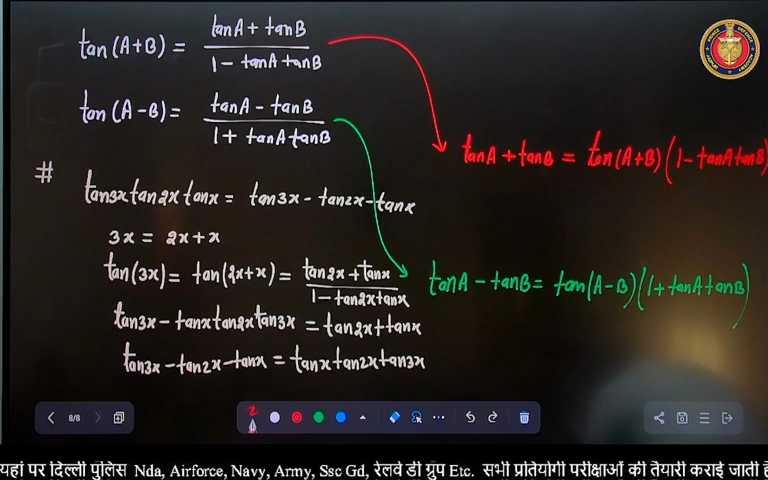 tan(A+B) = tanA + tanB / 1 - tanA tanB
tan(A-B) = tanA - tanB / 1 + tanA tanB
tanA + tanB = tan(A+B)(1 - tanA tanB)
# tan3x tan2x tanx = tan3x - tan2x - tanx
3x = 2x + x
tan(3x) = tan(2x+x) = tan2x + tanx / 1 - tan2x tanx
tanA - tanB = tan(A-B)(1 + tanA tanB)
tan3x - tanx tan2x tan3x = tan2x + tanx
tan3x - tan2x - tanx = tanx tan2x tan3x
8/8
यहां पर दिल्ली पुलिस Nda, Airforce, Navy, Army, Ssc Gd, रेलवे डी ग्रुप Etc. सभी प्रतियोगी परीक्षाओं की तैयारी कराई जाती है